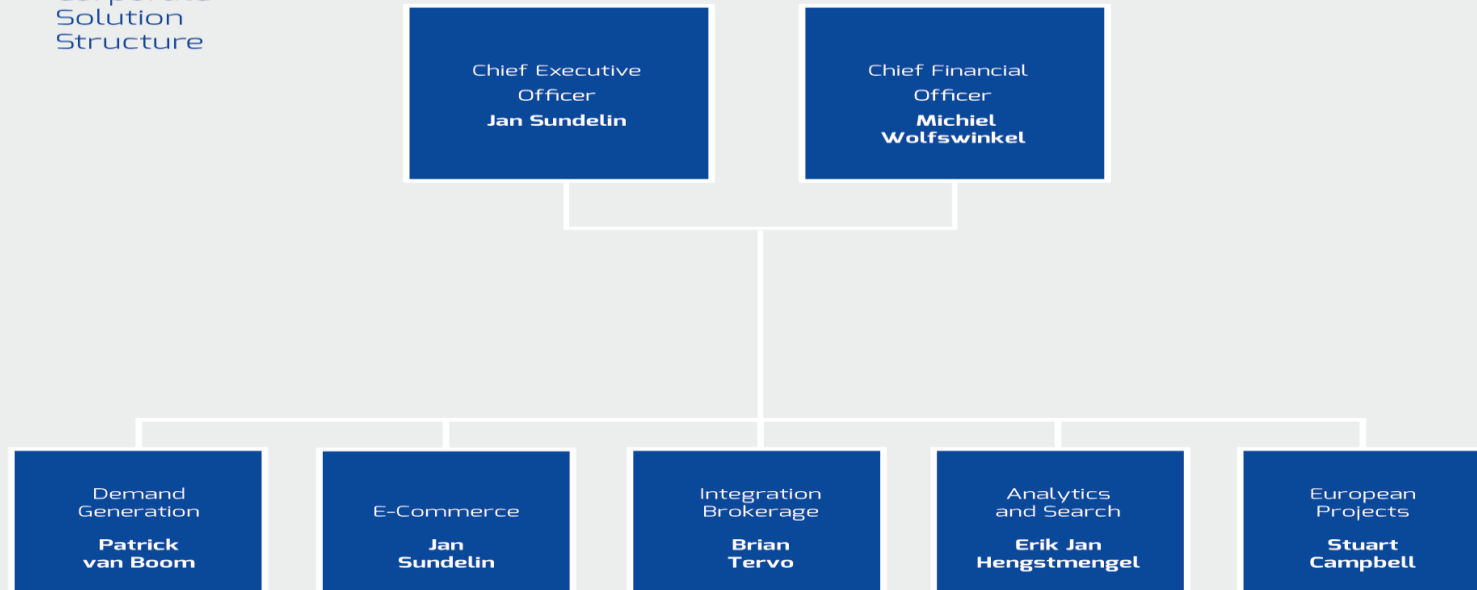 Solution
Structure
Chief Executive
Officer
Jan Sundelin
Chief Financial
Officer
Michiel
Wolfswinkel
Demand
Generation
Patrick
van Boom
E-Commerce
Jan
Sundelin
Integration
Brokerage
Brian
Tervo
Analytics
and Search
Erik Jan
Hengstmengel
European
Projects
Stuart
Campbell